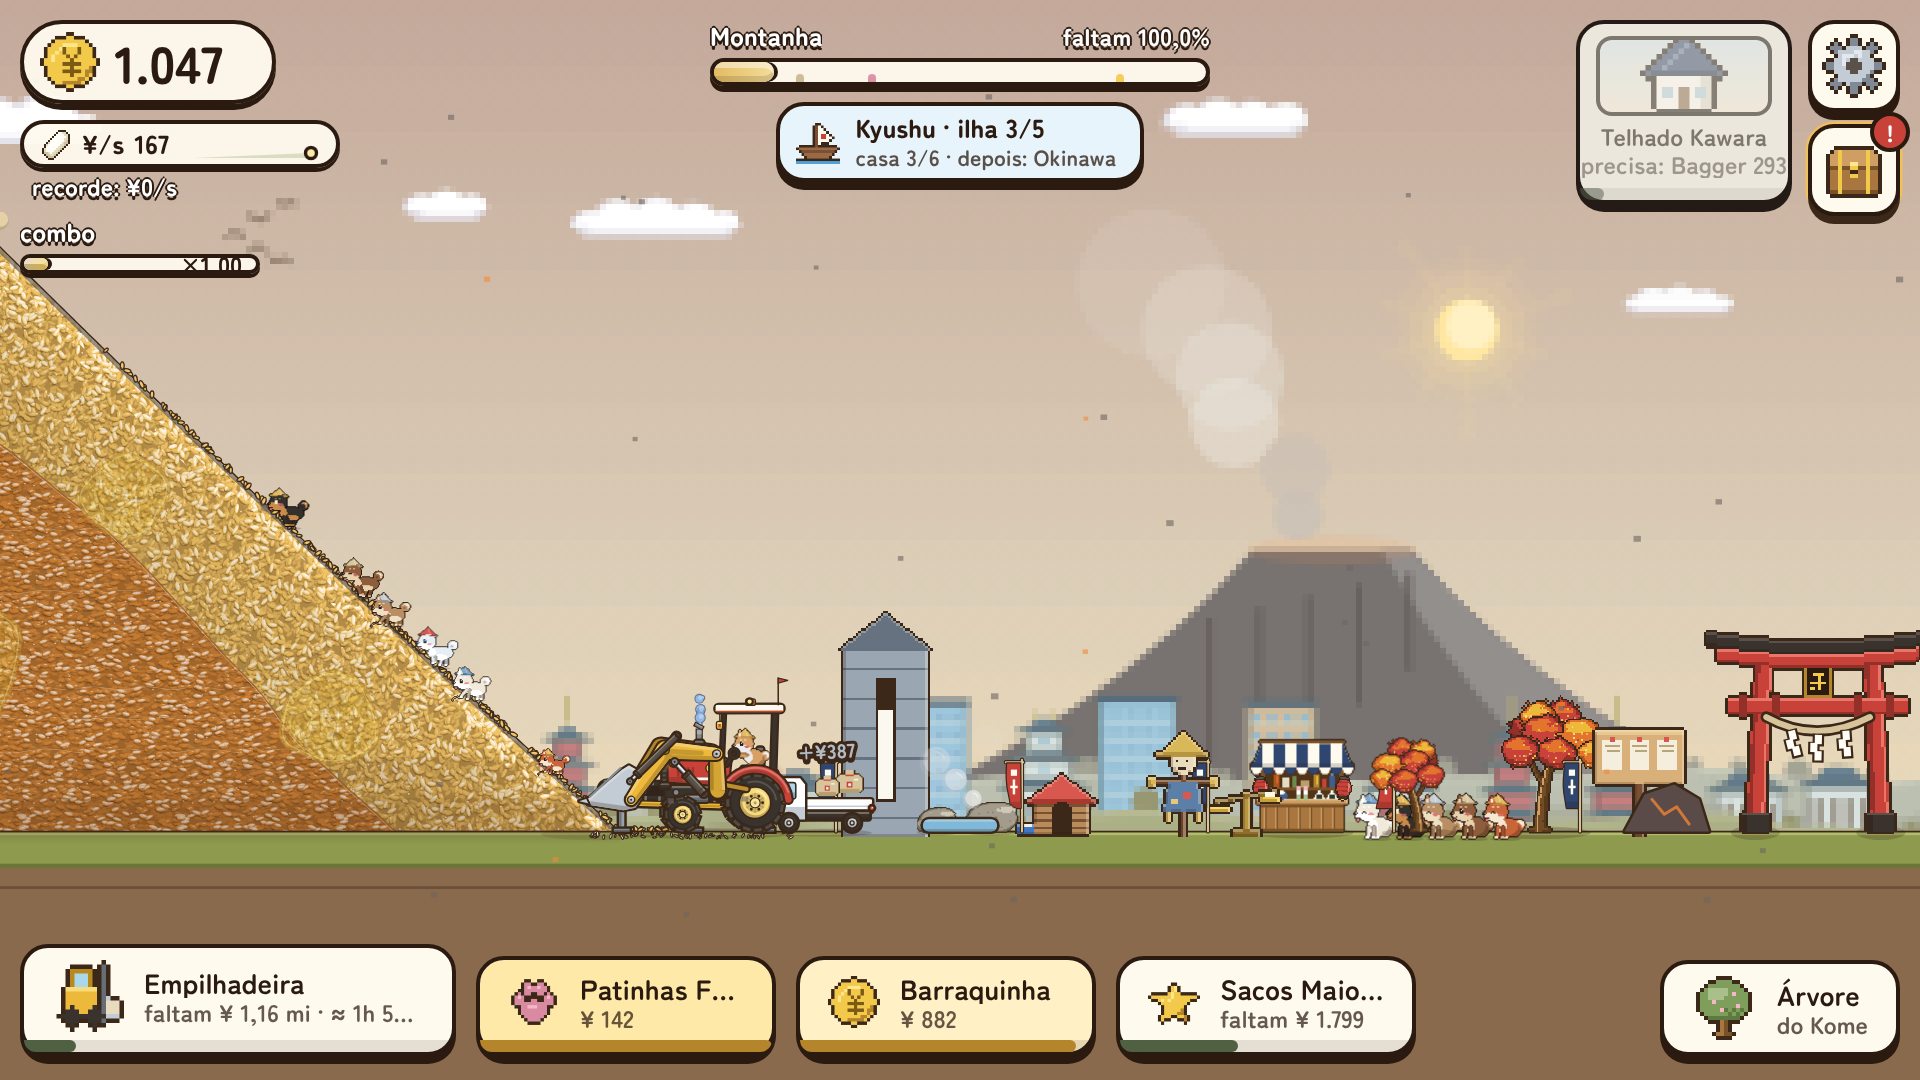 1.047
¥/s 167
recorde: ¥0/s
combo
×1,00
Montanha
faltam 100,0%
Kyushu · ilha 3/5
casa 3/6 · depois: Okinawa
Telhado Kawara
precisa: Bagger 293
!
+¥387
Empilhadeira
faltam ¥ 1,16 mi · ≈ 1h 5...
Patinhas F...
¥ 142
Barraquinha
¥ 882
Sacos Maio...
faltam ¥ 1.799
Árvore
do Kome